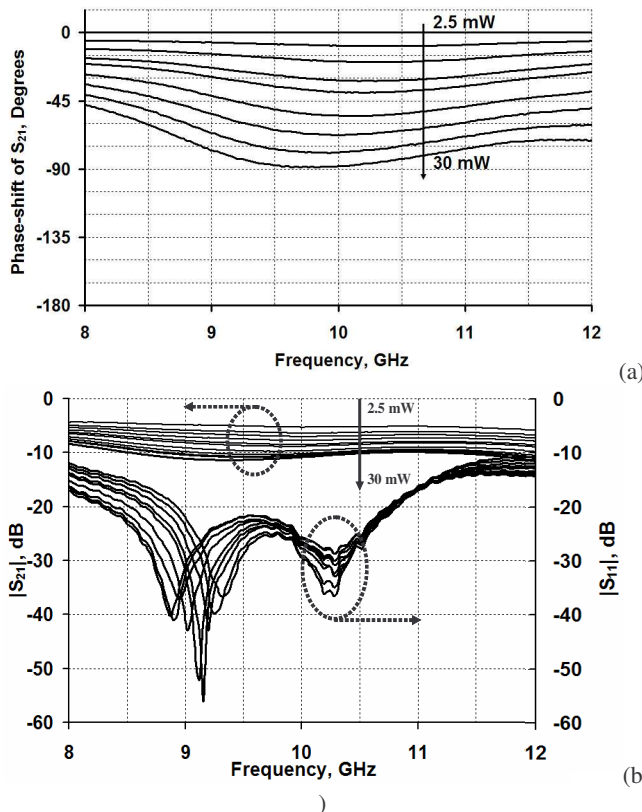 0
-45
-90
-135
-180
Phase-shift of S21, Degrees
2.5 mW
30 mW
8 9 10 11 12
Frequency, GHz
(a)
0
-10
-20
-30
-40
-50
-60
|S21|, dB
2.5 mW
30 mW
0
-10
-20
-30
-40
-50
-60
|S11|, dB
8 9 10 11 12
Frequency, GHz
(b
)